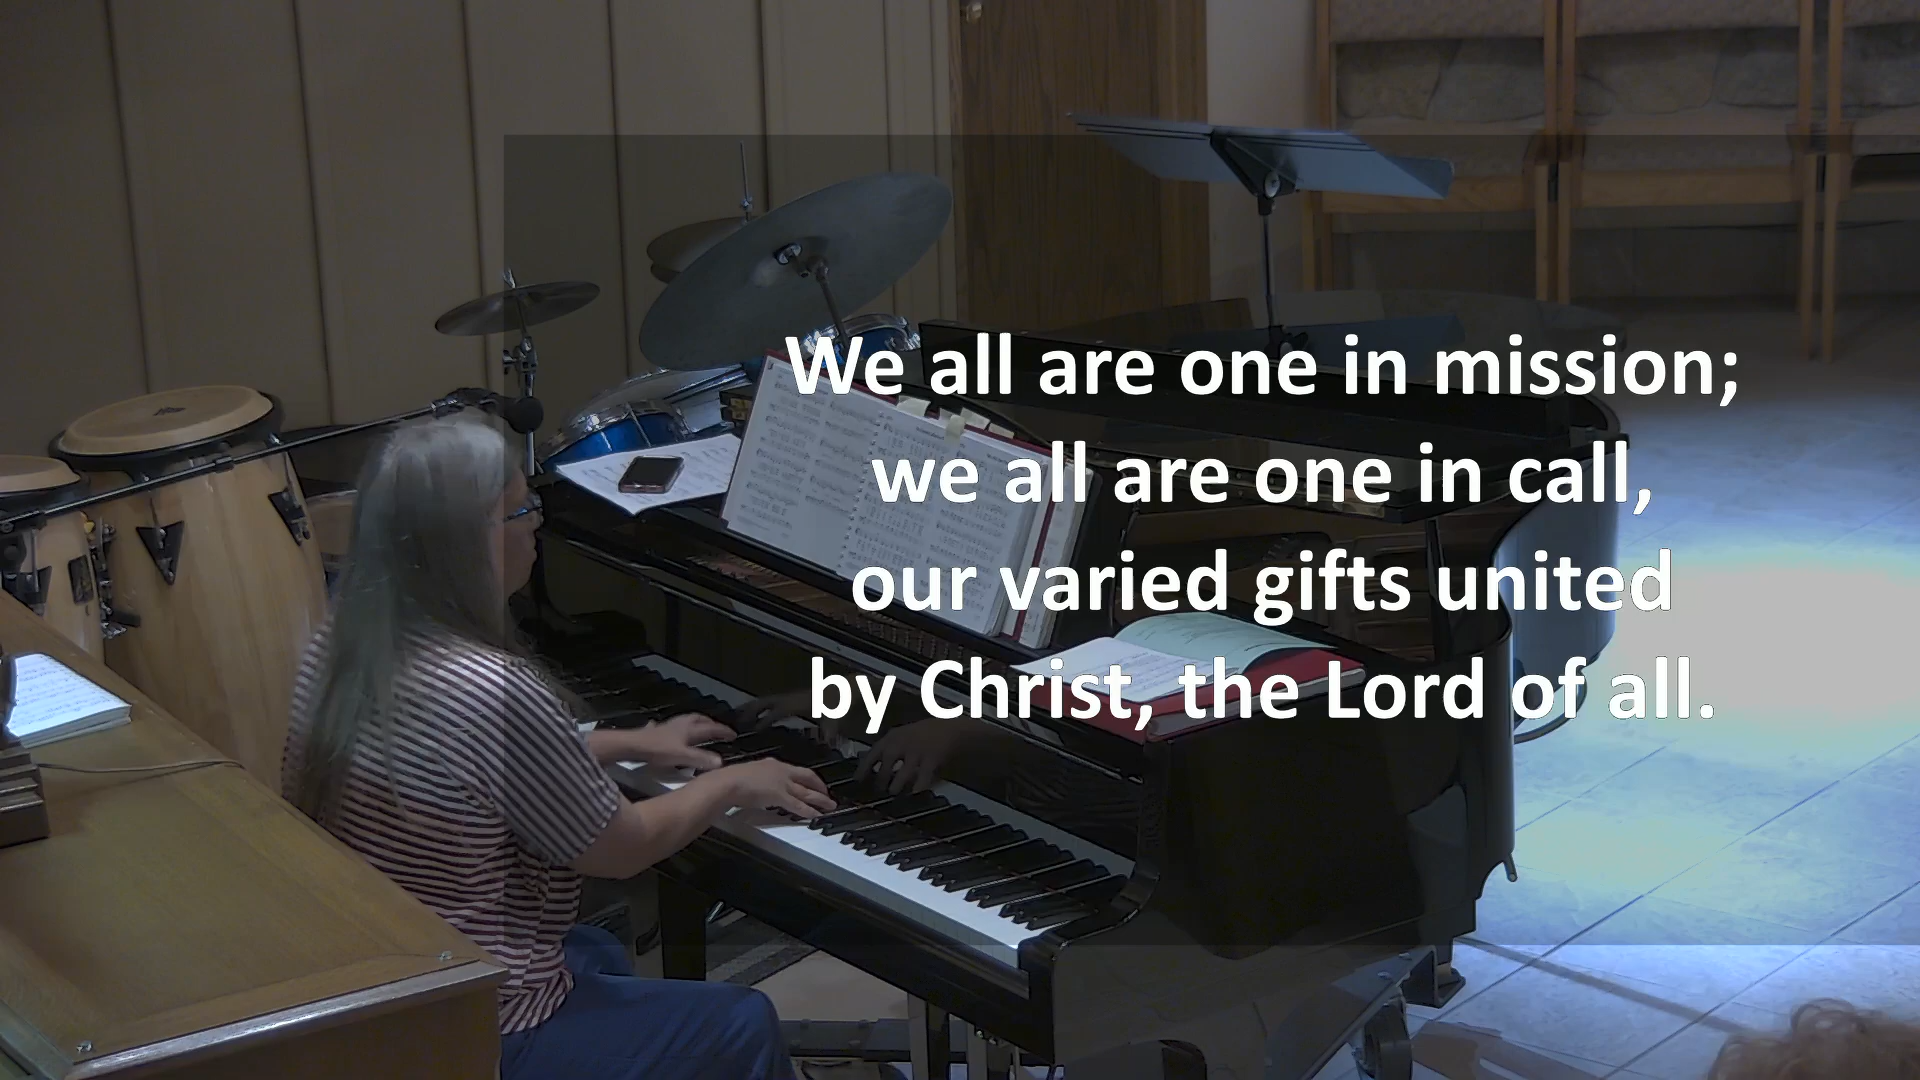 We all are one in mission;
we all are one in call,
our varied gifts united
by Christ, the Lord of all.